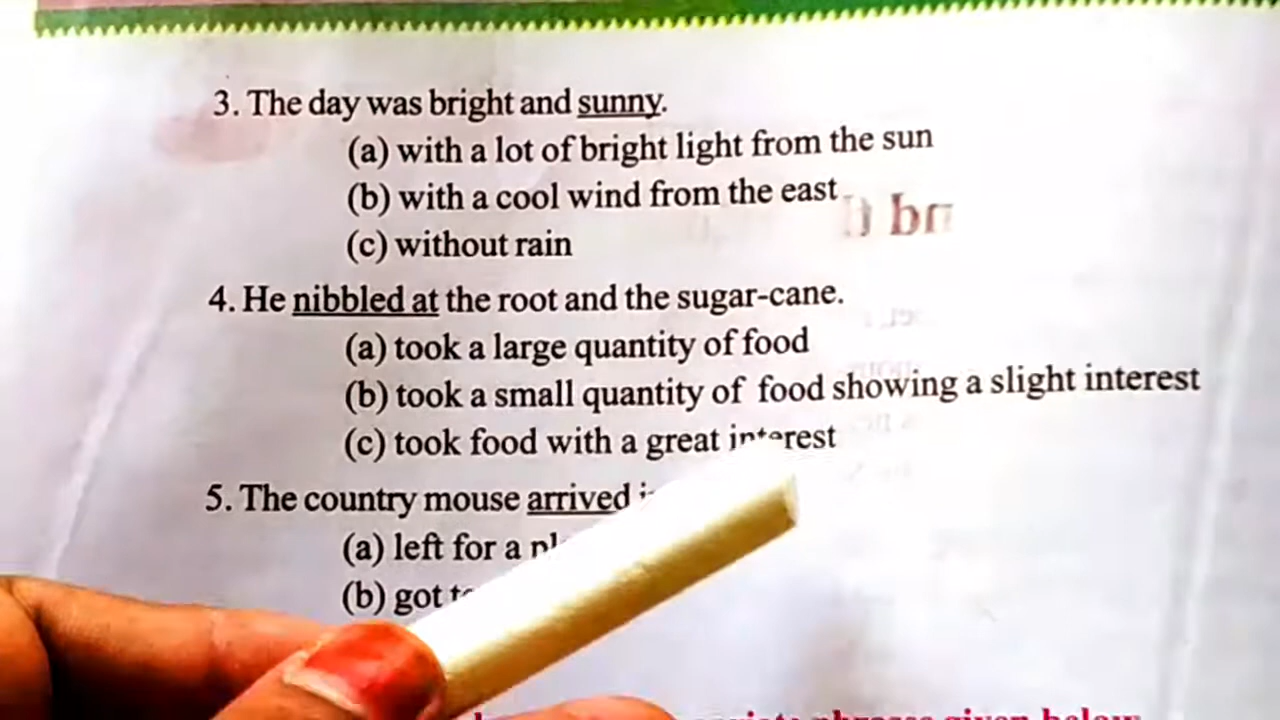 3. The day was bright and sunny.
(a) with a lot of bright light from the sun
(b) with a cool wind from the east
(c) without rain
4. He nibbled at the root and the sugar-cane.
(a) took a large quantity of food
(b) took a small quantity of food showing a slight interest
(c) took food with a great interest
5. The country mouse arrived
(a) left for a
(b) got
phrases given below